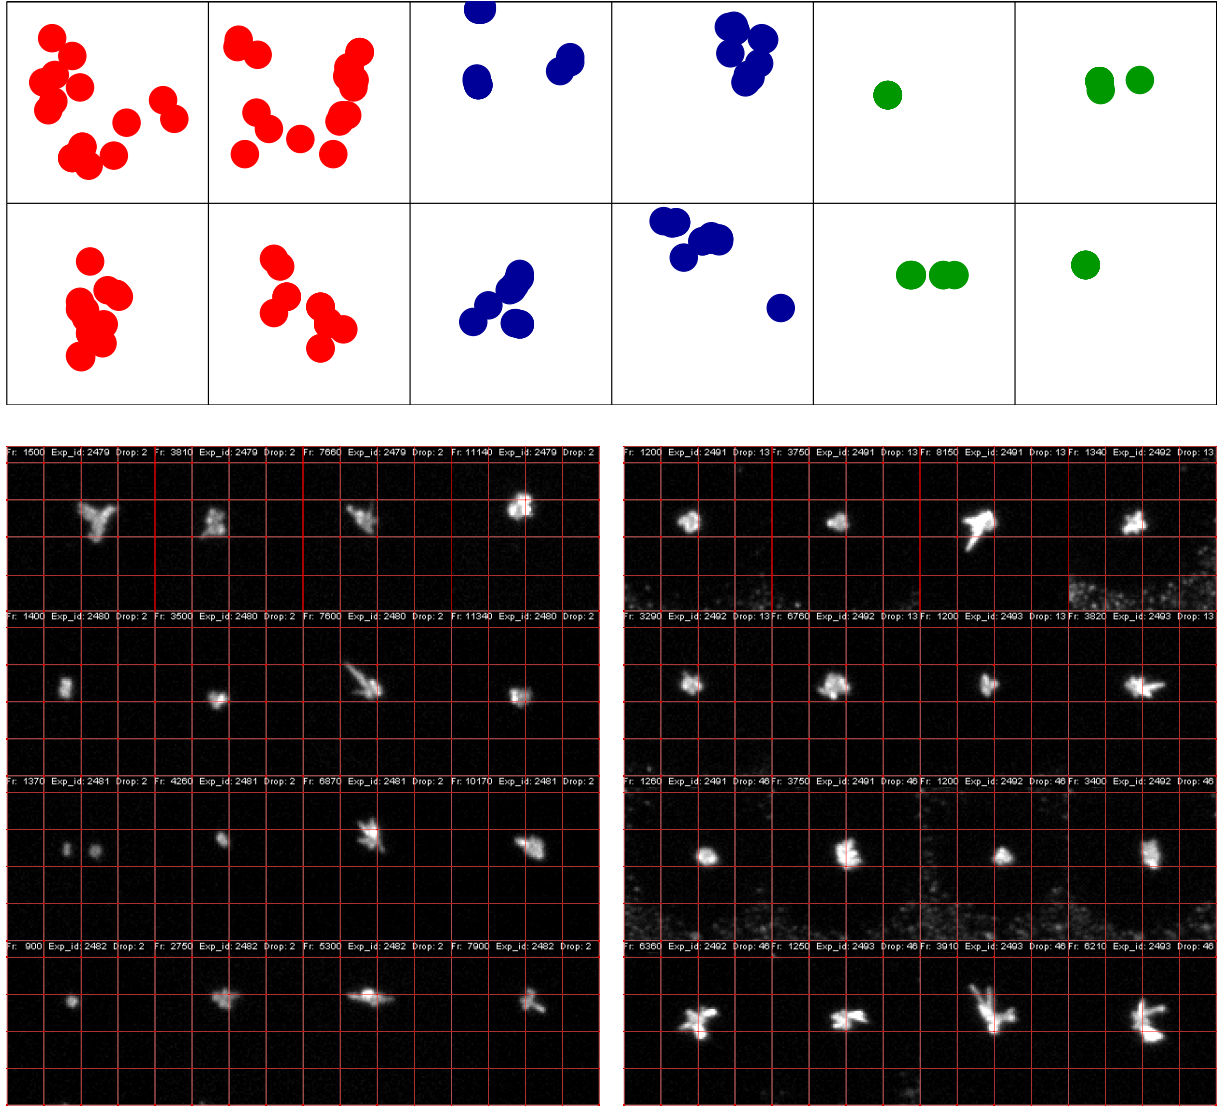 Fr: 1500 Exp_id: 2479 Drop: 2 Fr: 3810 Exp_id: 2479 Drop: 2 Fr: 7660 Exp_id: 2479 Drop: 2 Fr: 11140 Exp_id: 2479 Drop: 2
Fr: 1200 Exp_id: 2491 Drop: 13 Fr: 3750 Exp_id: 2491 Drop: 13 Fr: 8150 Exp_id: 2491 Drop: 13 Fr: 1340 Exp_id: 2492 Drop: 13
Fr: 1400 Exp_id: 2480 Drop: 2 Fr: 3500 Exp_id: 2480 Drop: 2 Fr: 7600 Exp_id: 2480 Drop: 2 Fr: 11340 Exp_id: 2480 Drop: 2
Fr: 3290 Exp_id: 2492 Drop: 13 Fr: 6760 Exp_id: 2492 Drop: 13 Fr: 1200 Exp_id: 2493 Drop: 13 Fr: 3820 Exp_id: 2493 Drop: 13
Fr: 1370 Exp_id: 2481 Drop: 2 Fr: 4260 Exp_id: 2481 Drop: 2 Fr: 6870 Exp_id: 2481 Drop: 2 Fr: 10170 Exp_id: 2481 Drop: 2
Fr: 1260 Exp_id: 2491 Drop: 46 Fr: 3750 Exp_id: 2491 Drop: 46 Fr: 1200 Exp_id: 2492 Drop: 46 Fr: 3400 Exp_id: 2492 Drop: 46
Fr: 900 Exp_id: 2482 Drop: 2 Fr: 2750 Exp_id: 2482 Drop: 2 Fr: 5300 Exp_id: 2482 Drop: 2 Fr: 7900 Exp_id: 2482 Drop: 2
Fr: 6360 Exp_id: 2492 Drop: 46 Fr: 1250 Exp_id: 2493 Drop: 46 Fr: 3910 Exp_id: 2493 Drop: 46 Fr: 6210 Exp_id: 2493 Drop: 46